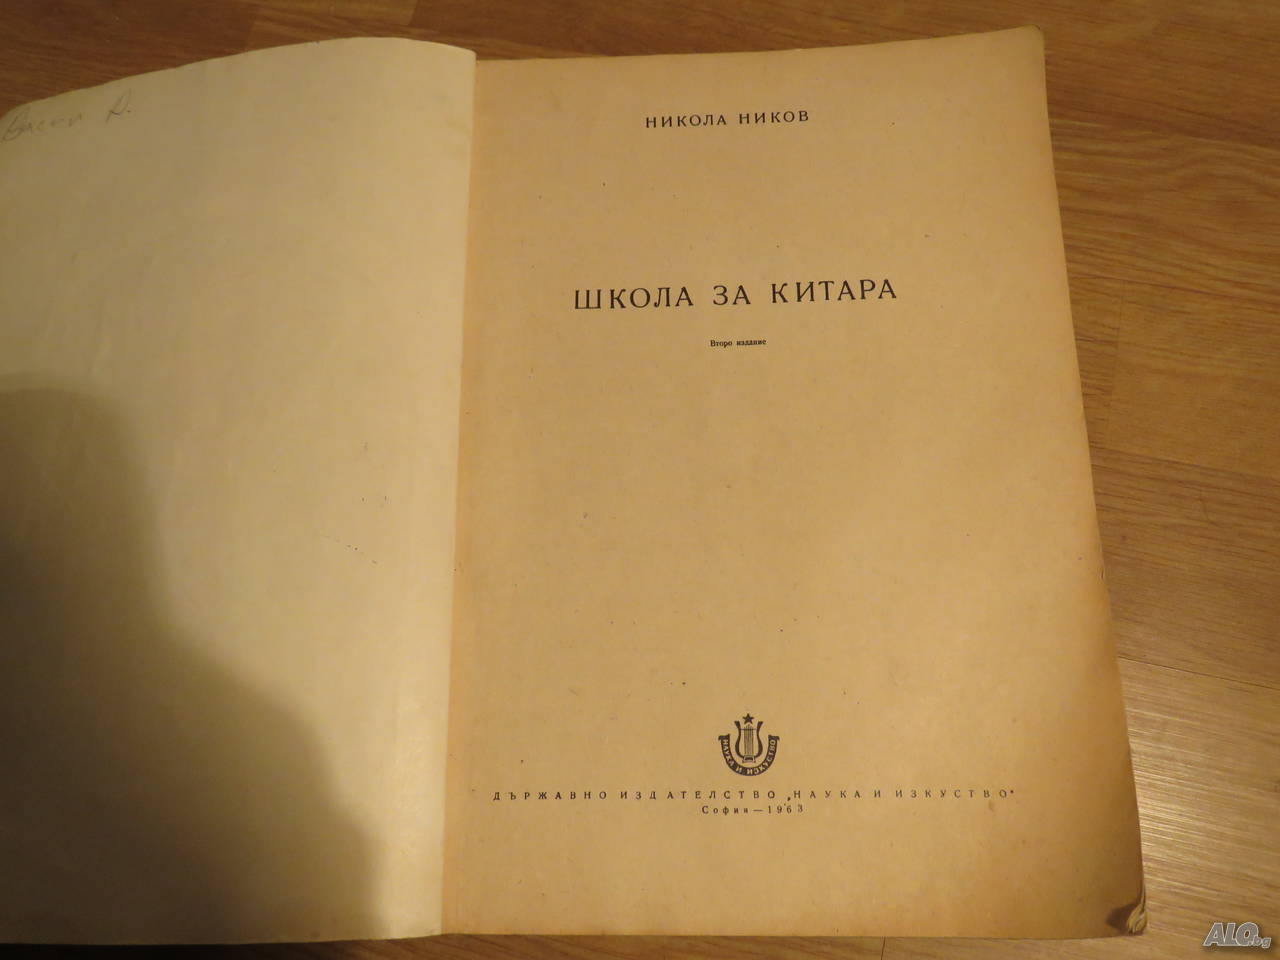 НИКОЛА НИКОВ
ШКОЛА ЗА КИТАРА
Второ издание
НАУКА И ИЗКУСТВО
ДЪРЖАВНО ИЗДАТЕЛСТВО „НАУКА И ИЗКУСТВО"
София — 1963
ALO.bg